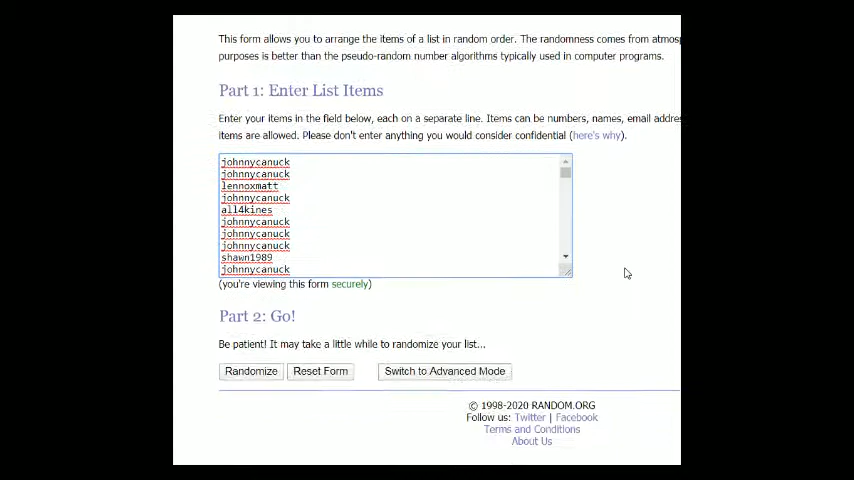 This form allows you to arrange the items of a list in random order. The randomness comes from
purposes is better than the pseudo-random number algorithms typically used in computer programs.
Part 1: Enter List Items
Enter your items in the field below, each on a separate line. Items can be numbers, names, email
items are allowed. Please don't enter anything you would consider confidential (here's why).
johnnycanuck
johnnycanuck
lennoxmatt
johnnycanuck
all4kines
johnnycanuck
johnnycanuck
johnnycanuck
shawn1989
johnnycanuck
(you're viewing this form securely)
Part 2: Go!
Be patient! It may take a little while to randomize your list...
Randomize Reset Form Switch to Advanced Mode
© 1998-2020 RANDOM.ORG
Follow us: Twitter | Facebook
Terms and Conditions
About Us